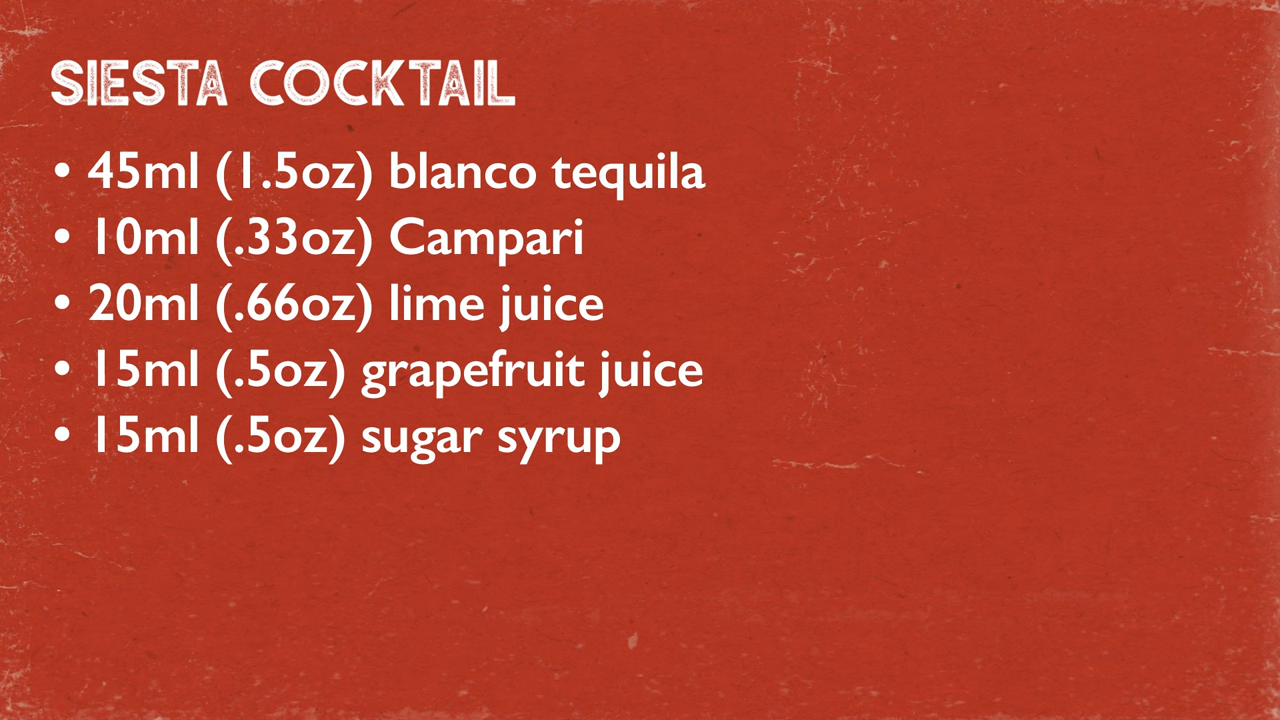 SIESTA COCKTAIL
• 45ml (1.5oz) blanco tequila
• 10ml (.33oz) Campari
• 20ml (.66oz) lime juice
• 15ml (.5oz) grapefruit juice
• 15ml (.5oz) sugar syrup